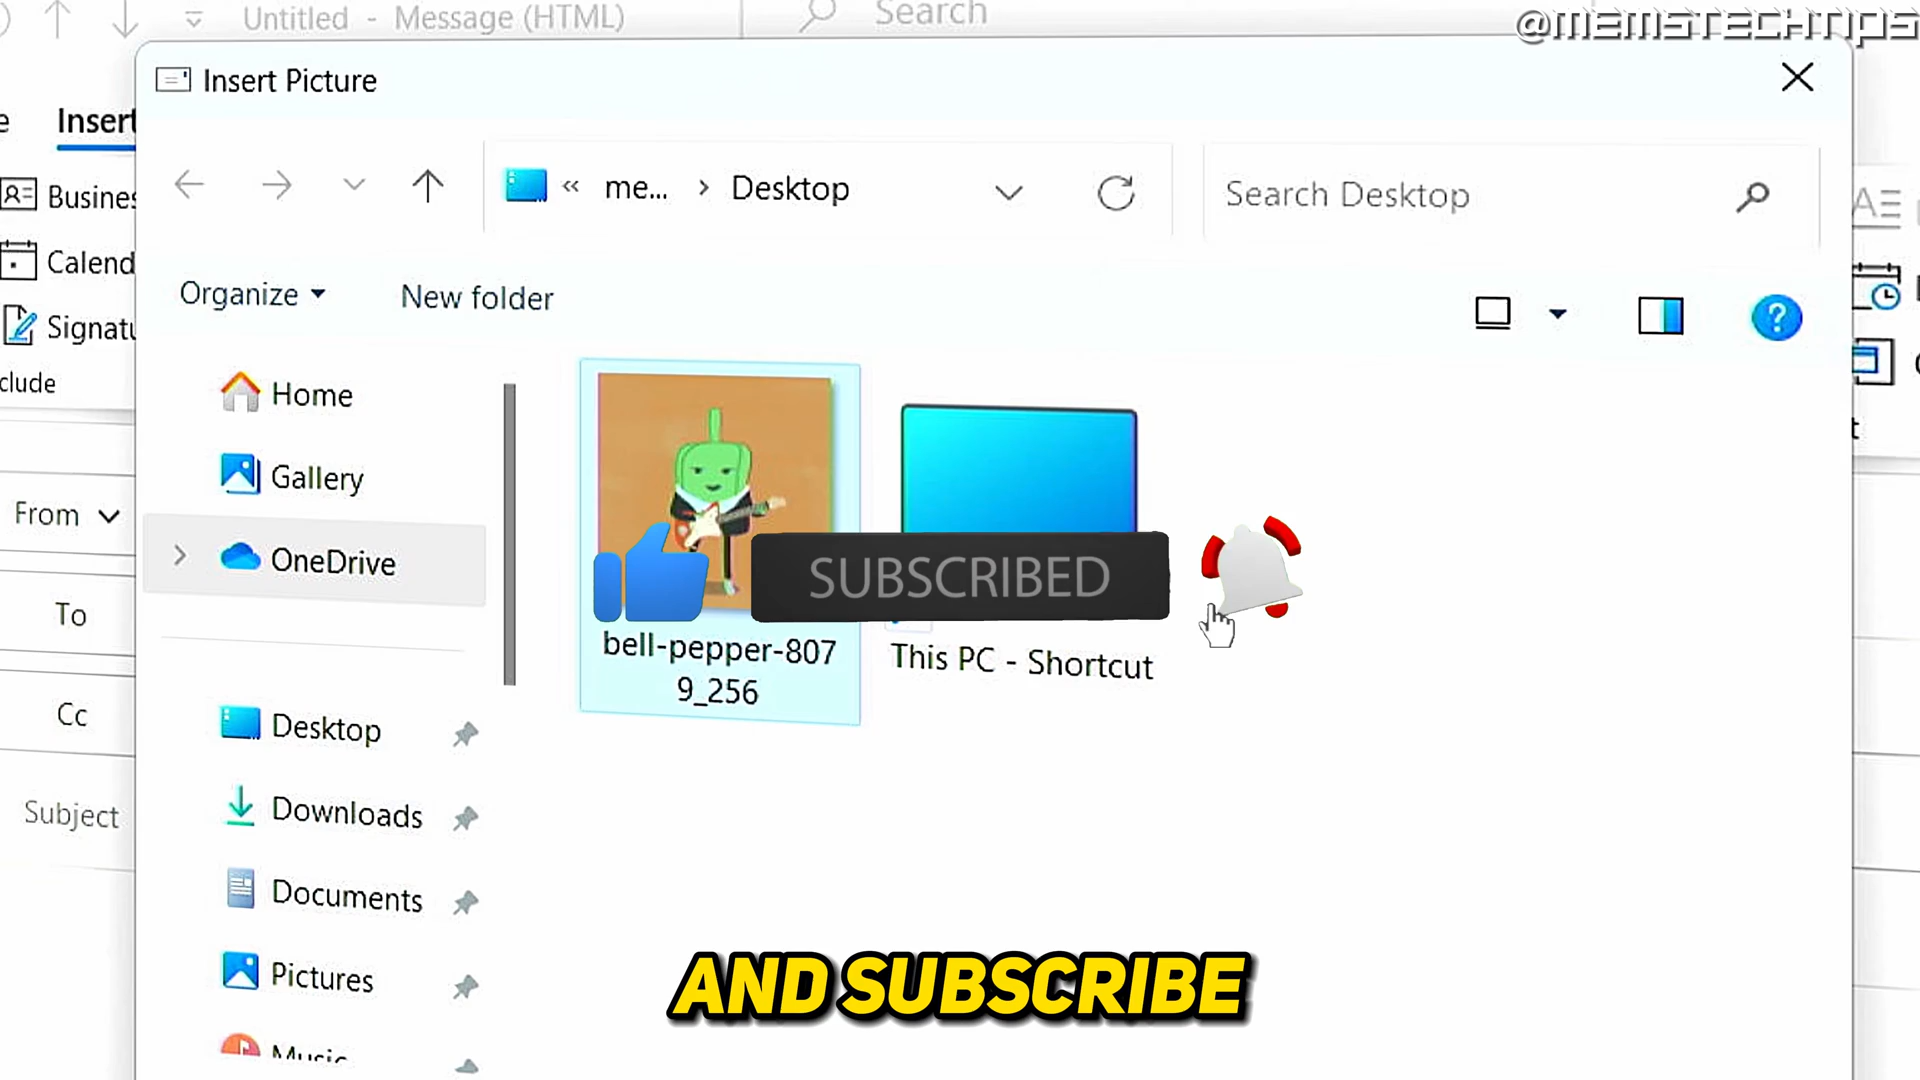 Untitled - Message (HTML)
Search
@MEMSTECHTIPS
Insert Picture
Insert
me... > Desktop
Search Desktop
Busines
Calend
Signatu
clude
Organize
New folder
Home
Gallery
OneDrive
From
To
Cc
Subject
Desktop
Downloads
Documents
Pictures
Music
SUBSCRIBED
bell-pepper-807
9_256
This PC - Shortcut
AND SUBSCRIBE